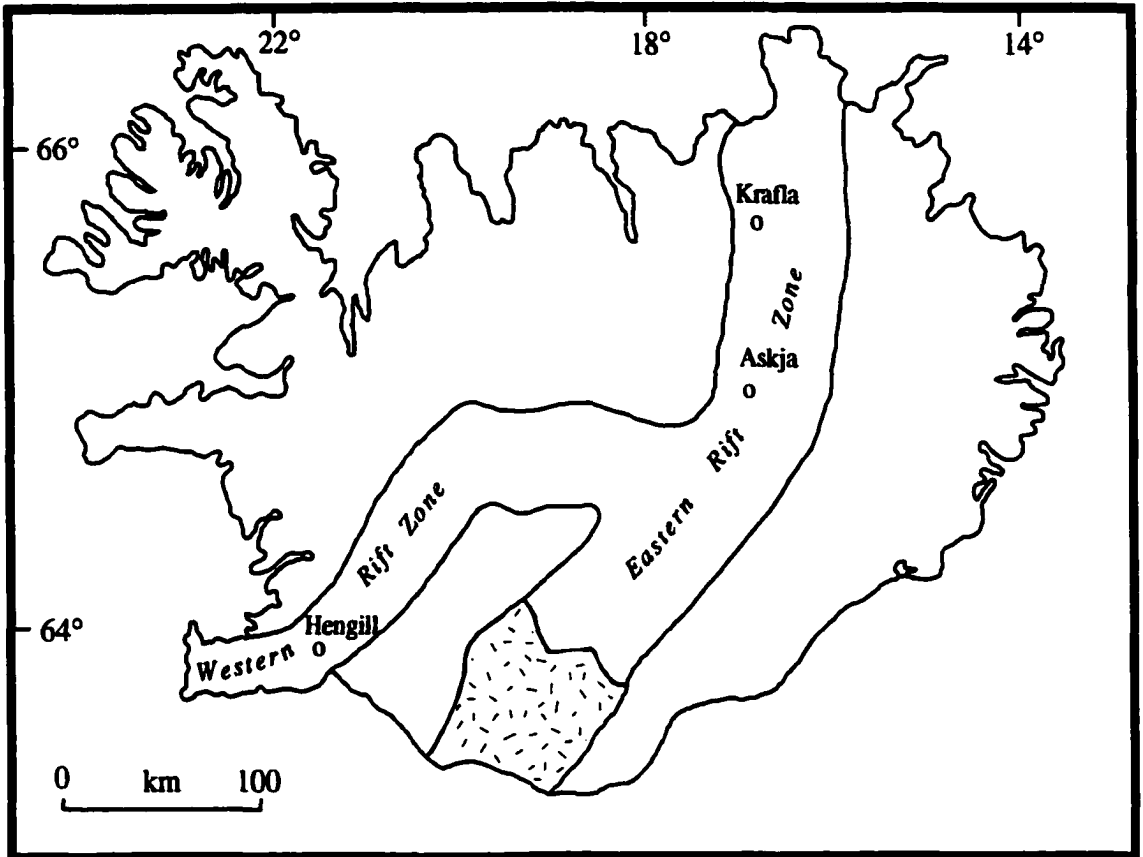 22° 18° 14°
66°
Krafla
Askja
Eastern Rift Zone
Western Rift Zone
64°
Hengill
0 km 100